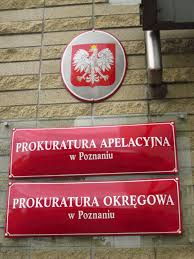 PROKURATURA APELACYJNA
w Poznaniu
PROKURATURA OKRĘGOWA
w Poznaniu